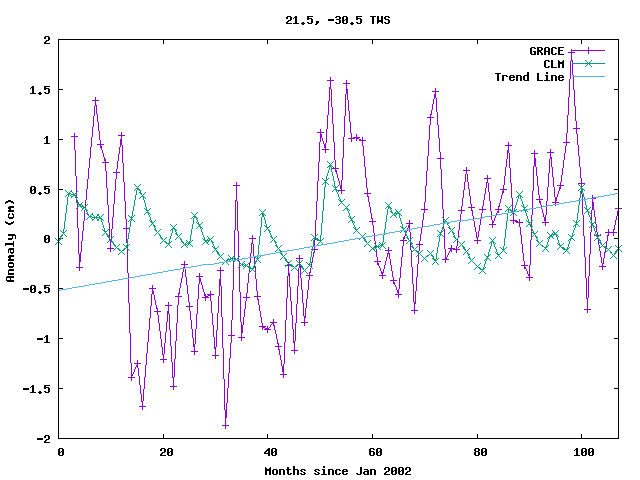 21.5, -30.5 TWS
GRACE
CLM
Trend Line
2
1.5
1
0.5
0
-0.5
-1
-1.5
-2
Anomaly (cm)
0 20 40 60 80 100
Months since Jan 2002